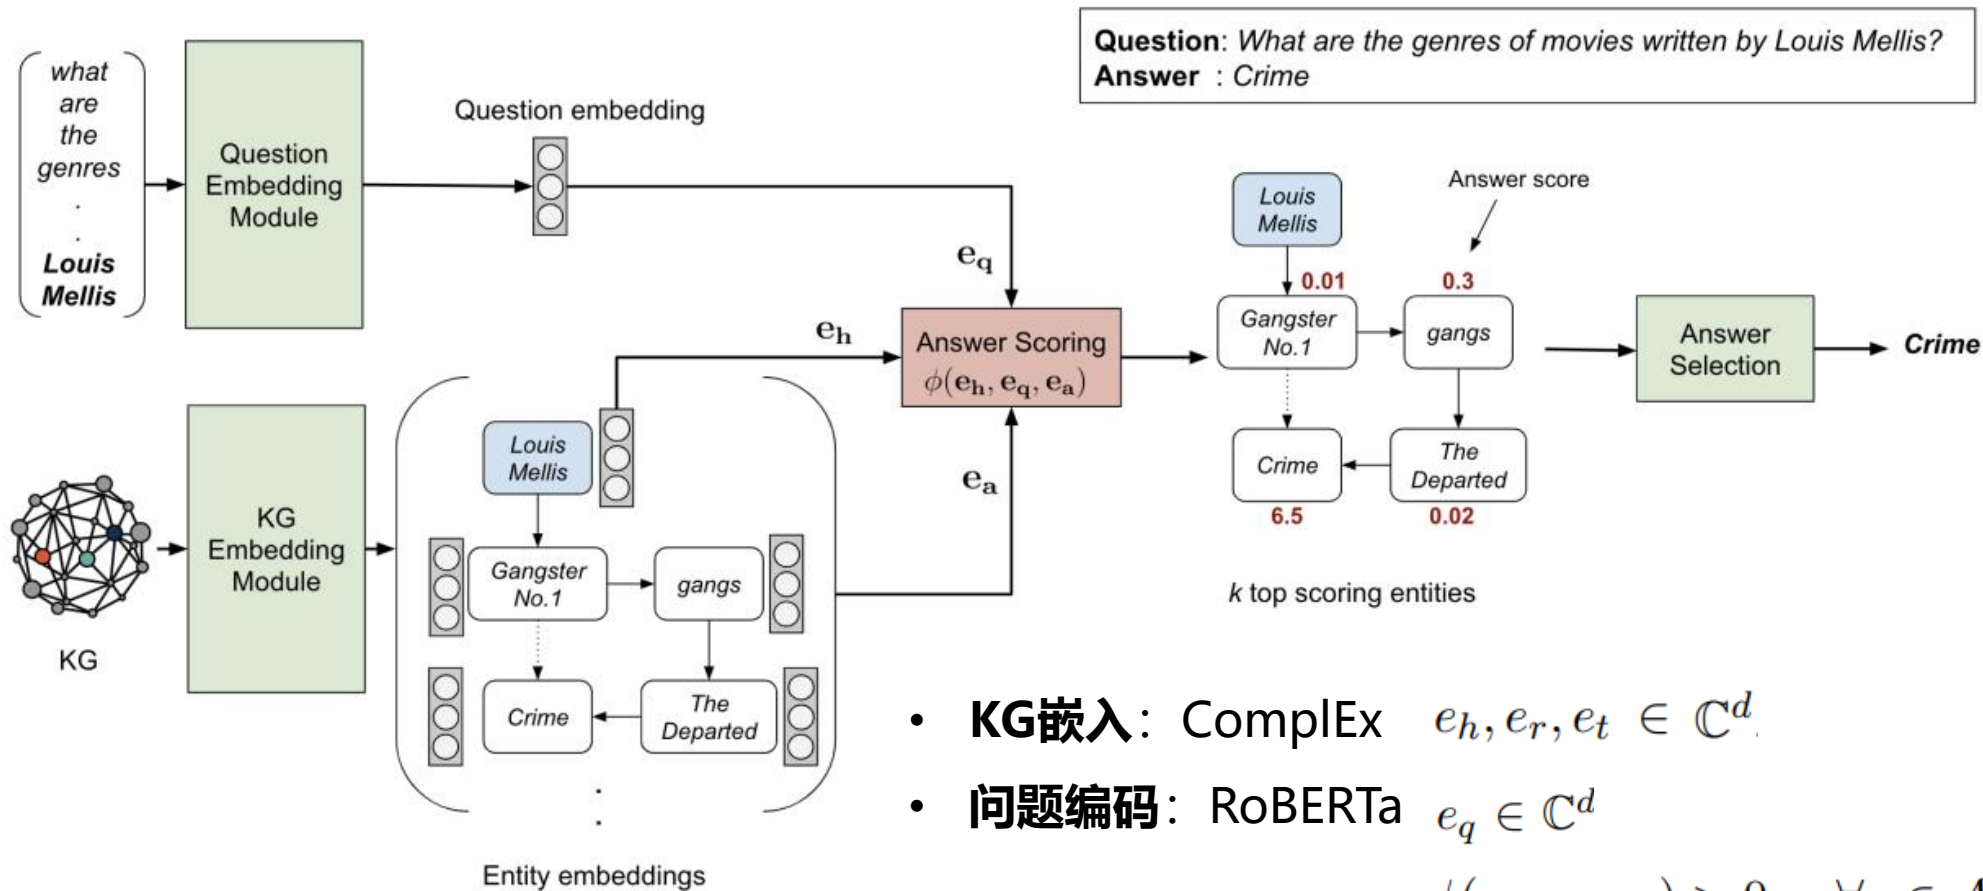 Question: What are the genres of movies written by Louis Mellis?
Answer : Crime
what
are
the
genres
.
.
Louis
Mellis
Question
Embedding
Module
Question embedding
e_q
KG
KG
Embedding
Module
Louis
Mellis
Gangster
No.1
gangs
Crime
The
Departed
.
.
Entity embeddings
e_h
e_a
Answer Scoring
ϕ(e_h, e_q, e_a)
Louis
Mellis
Answer score
0.01
0.3
Gangster
No.1
gangs
Crime
The
Departed
6.5
0.02
k top scoring entities
Answer
Selection
Crime
• KG嵌入：ComplEx e_h, e_r, e_t ∈ ℂ^d
• 问题编码：RoBERTa e_q ∈ ℂ^d